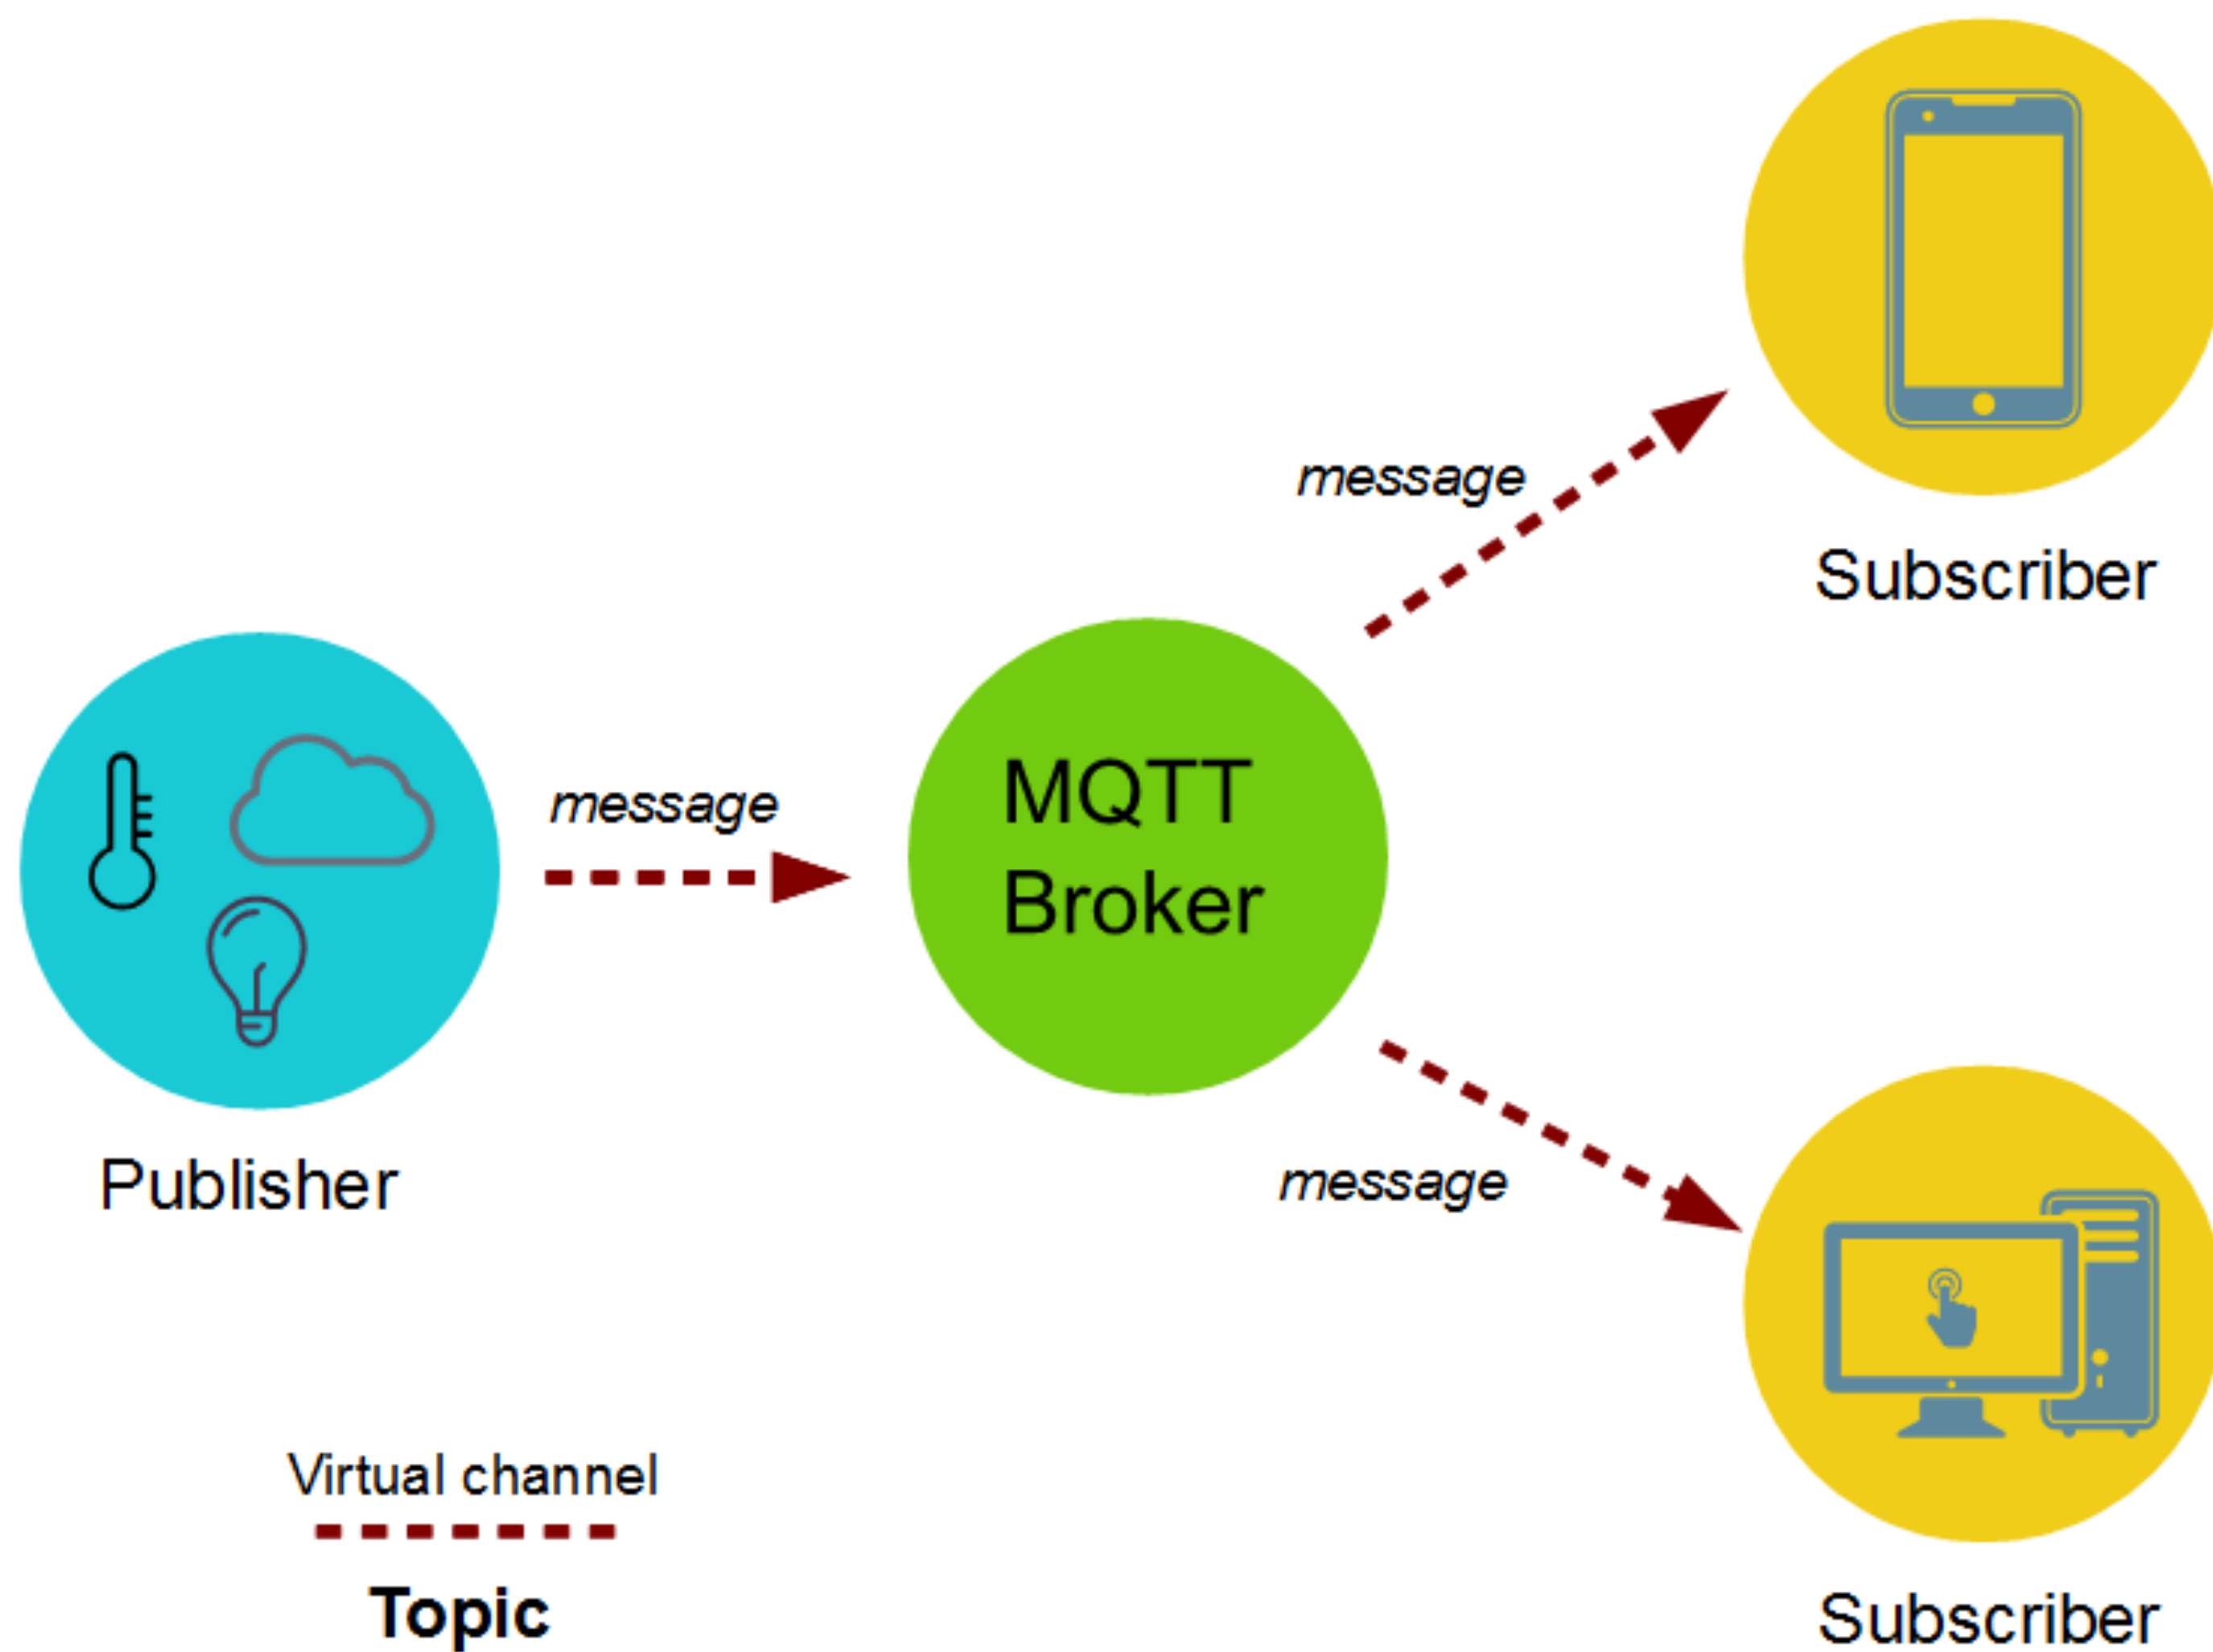 message
Subscriber
message
MQTT
Broker
Publisher
message
Virtual channel
Topic
Subscriber